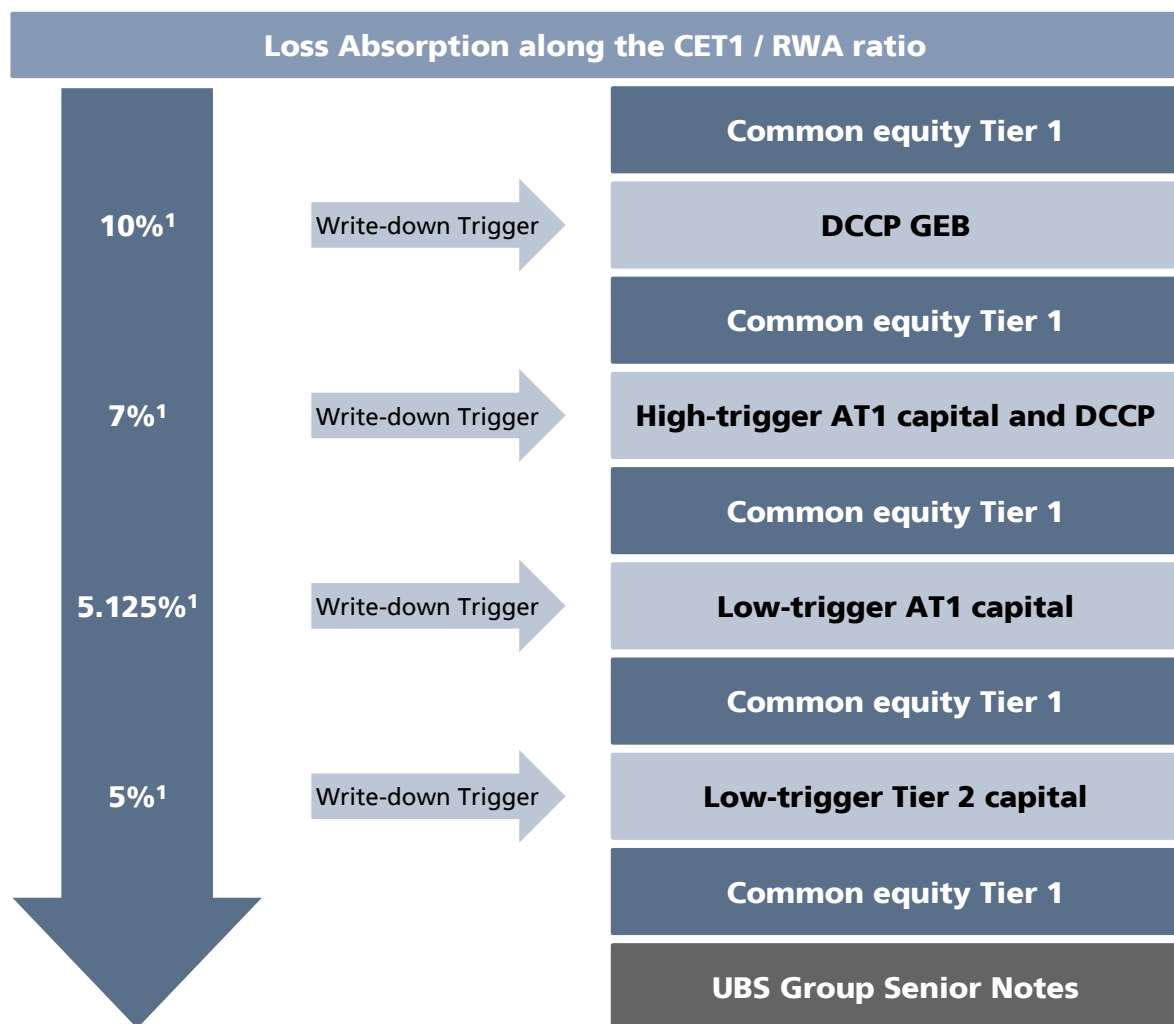 Loss Absorption along the CET1 / RWA ratio
Common equity Tier 1
10%¹
Write-down Trigger
DCCP GEB
Common equity Tier 1
7%¹
Write-down Trigger
High-trigger AT1 capital and DCCP
Common equity Tier 1
5.125%¹
Write-down Trigger
Low-trigger AT1 capital
Common equity Tier 1
5%¹
Write-down Trigger
Low-trigger Tier 2 capital
Common equity Tier 1
UBS Group Senior Notes